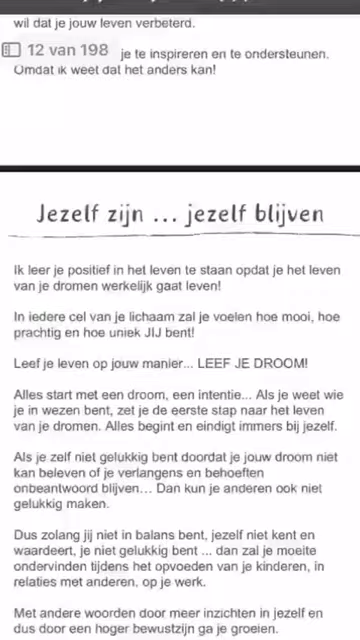 wil dat je jouw leven verbeterd.
12 van 198
je te inspireren en te ondersteunen.
Omdat ik weet dat het anders kan!
Jezelf zijn ... jezelf blijven
Ik leer je positief in het leven te staan opdat je het leven
van je dromen werkelijk gaat leven!
In iedere cel van je lichaam zal je voelen hoe mooi, hoe
prachtig en hoe uniek JIJ bent!
Leef je leven op jouw manier... LEEF JE DROOM!
Alles start met een droom, een intentie... Als je weet wie
je in wezen bent, zet je de eerste stap naar het leven
van je dromen. Alles begint en eindigt immers bij jezelf.
Als je zelf niet gelukkig bent doordat je jouw droom niet
kan beleven of je verlangens en behoeften
onbeantwoord blijven... Dan kun je anderen ook niet
gelukkig maken.
Dus zolang jij niet in balans bent, jezelf niet kent en
waardeert, je niet gelukkig bent ... dan zal je moeite
ondervinden tijdens het opvoeden van je kinderen, in
relaties met anderen, op je werk.
Met andere woorden door meer inzichten in jezelf en
dus door een hoger bewustzijn ga je groeien.